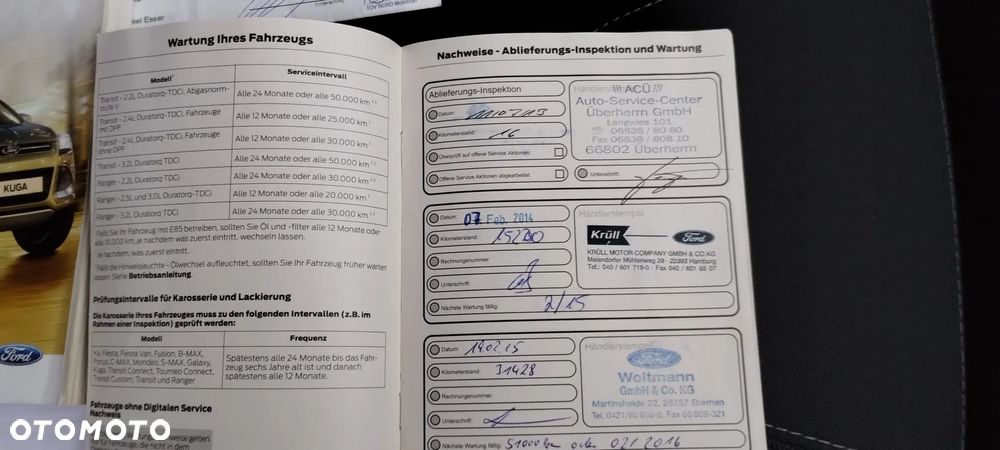 iel Esser
TÜV NORD Mobilität
Wartung Ihres Fahrzeugs
Modell Serviceintervall
Transit - 2.2L Duratorq-TDCi, Abgasnorm-
stufe V
Alle 24 Monate oder alle 50.000 km
Transit - 2.4L Duratorq-TDCi, Fahrzeuge
mit DPF
Alle 12 Monate oder alle 25.000 km
Transit - 2.4L Duratorq-TDCi, Fahrzeuge
ohne DPF
Alle 12 Monate oder alle 30.000 km
Transit - 3.2L Duratorq TDCi Alle 24 Monate oder alle 50.000 km
Ranger - 2.2L Duratorq TDCi Alle 24 Monate oder alle 30.000 km
Ranger - 2.5L und 3.0L Duratorq-TDCi Alle 12 Monate oder alle 20.000 km
Ranger - 3.2L Duratorq TDCi Alle 24 Monate oder alle 30.000 km
Falls Sie Ihr Fahrzeug mit E85 betreiben, sollten Sie Öl und -filter alle 12 Monate oder
alle 10.000 km, je nachdem was zuerst eintritt, wechseln lassen.
Je nachdem, was zuerst eintritt.
Falls die Hinweisleuchte - Ölwechsel aufleuchtet, sollten Sie Ihr Fahrzeug früher warten
lassen. Siehe Betriebsanleitung.
Prüfungsintervalle für Karosserie und Lackierung
Die Karosserie Ihres Fahrzeuges muss zu den folgenden Intervallen (z.B. im
Rahmen einer Inspektion) geprüft werden:
Modell Frequenz
Ka, Fiesta, Fiesta Van, Fusion, B-MAX,
Focus, C-MAX, Mondeo, S-MAX, Galaxy,
Kuga, Transit Connect, Tourneo Connect,
Transit Custom, Transit und Ranger
Spätestens alle 24 Monate bis das Fahr-
zeug sechs Jahre alt ist und danach
spätestens alle 12 Monate.
Fahrzeuge ohne Digitalen Service
Nachweis
Nachweise - Ablieferungs-Inspektion und Wartung
Ablieferungs-Inspektion
Datum:
Kilometerstand: 16
Überprüft auf offene Service Aktionen:
Offene Service Aktionen abgearbeitet:
Händlerstempel
ACÜ
Auto-Service-Center
Überherrn GmbH
Langwies 101
06836 / 80 80
Fax 06836 / 808 10
66802 Überherrn
Unterschrift:
Datum: 07. Feb. 2014
Kilometerstand: 15280
Rechnungsnummer:
Unterschrift:
Nächste Wartung fällig: 2/15
Händlerstempel
Krüll Ford
KRÜLL MOTOR COMPANY GMBH & CO.KG
Meiendorfer Mühlenweg 29 - 22393 Hamburg
Tel.: 040 / 601 719-0 - Fax 040 / 601 58 07
Datum: 14.02.15
Kilometerstand 31428
Rechnungsnummer:
Unterschrift:
Nächste Wartung fällig: 51000km oder 02/2016
Händlerstempel
Ford
Woltmann
GmbH & Co. KG
Martinsheide 22, 28757 Bremen
KUGA
Ford
OTOMOTO